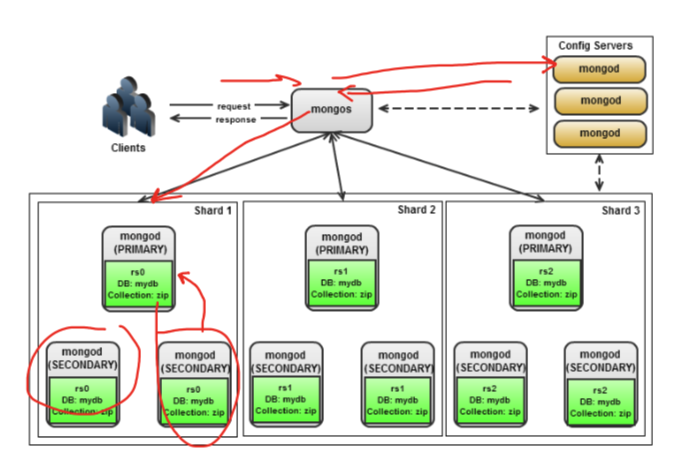 Config Servers
mongod
mongod
mongod
request
response
mongos
Clients
Shard 1
mongod
(PRIMARY)
rs0
DB: mydb
Collection: zip
mongod
(SECONDARY)
rs0
DB: mydb
Collection: zip
mongod
(SECONDARY)
rs0
DB: mydb
Collection: zip
Shard 2
mongod
(PRIMARY)
rs1
DB: mydb
Collection: zip
mongod
(SECONDARY)
rs1
DB: mydb
Collection: zip
mongod
(SECONDARY)
rs1
DB: mydb
Collection: zip
Shard 3
mongod
(PRIMARY)
rs2
DB: mydb
Collection: zip
mongod
(SECONDARY)
rs2
DB: mydb
Collection: zip
mongod
(SECONDARY)
rs2
DB: mydb
Collection: zip